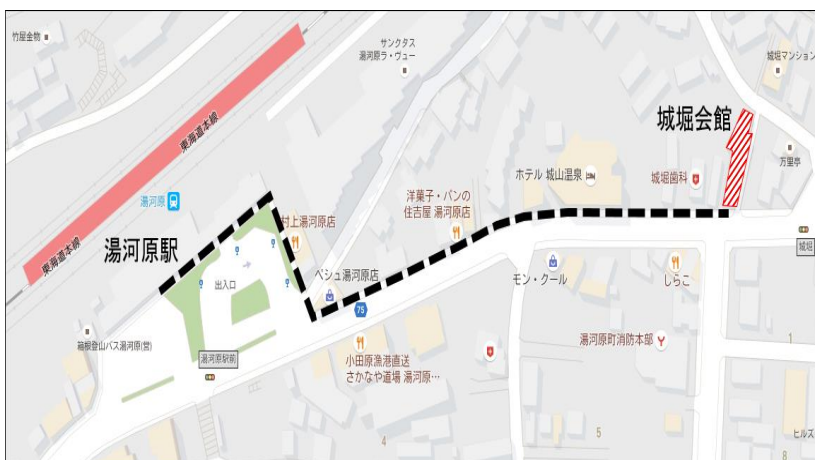 竹屋金物
サンクタス
湯河原ラ・ヴュー
城堀マンション
東海道本線
城堀会館
万里亭
ホテル 城山温泉
城堀歯科
洋菓子・パンの
住吉屋 湯河原店
湯河原
村上湯河原店
湯河原駅
東海道本線
出入口
ペシュ湯河原店
75
城堀
モン・クール
しらこ
箱根登山バス湯河原(営)
湯河原駅前
小田原漁港直送
さかなや道場 湯河原…
湯河原町消防本部
1
4
5
8
ヒルズ